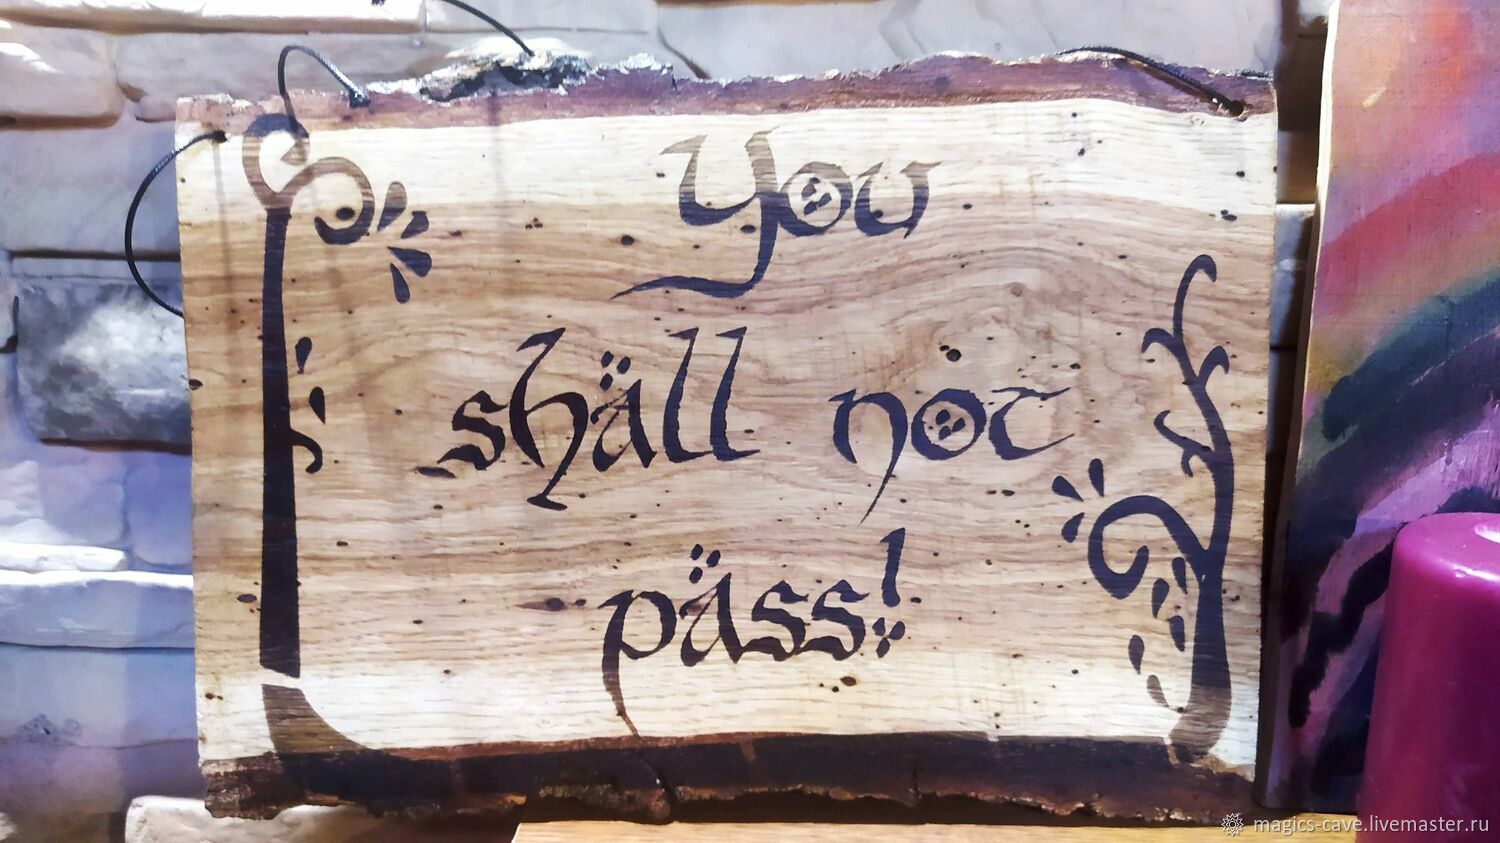 You
shäll not
päss!
magics-cave.livemaster.ru